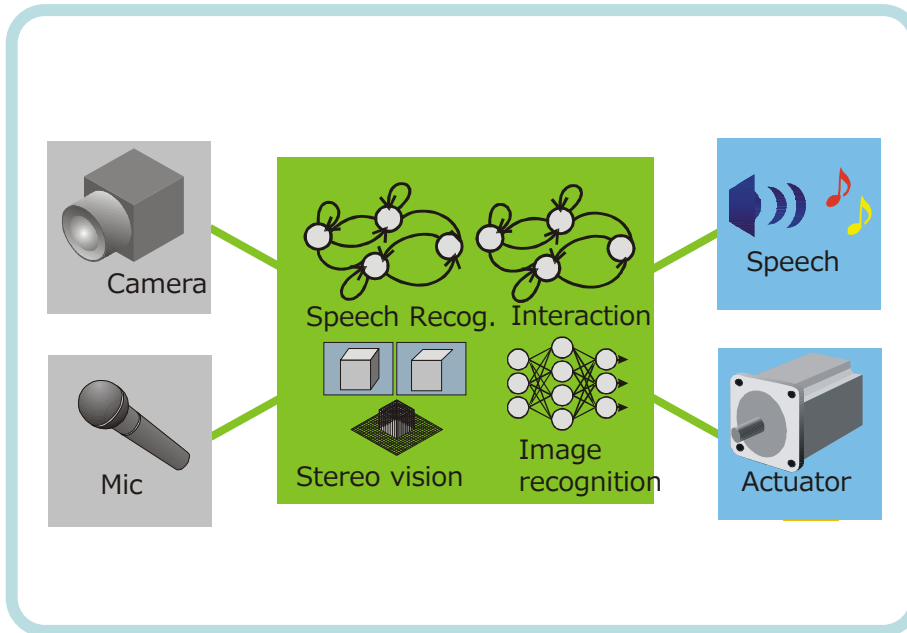 Camera
Mic
Speech Recog.
Interaction
Stereo vision
Image
recognition
Speech
Actuator